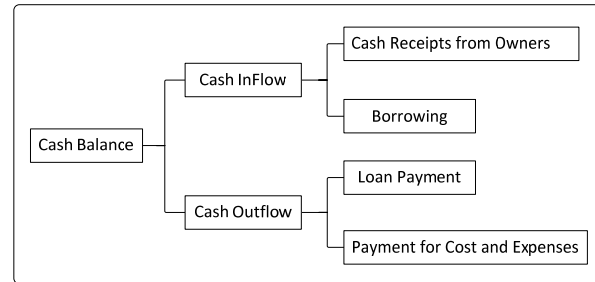 Cash Receipts from Owners
Cash InFlow
Borrowing
Cash Balance
Loan Payment
Cash Outflow
Payment for Cost and Expenses